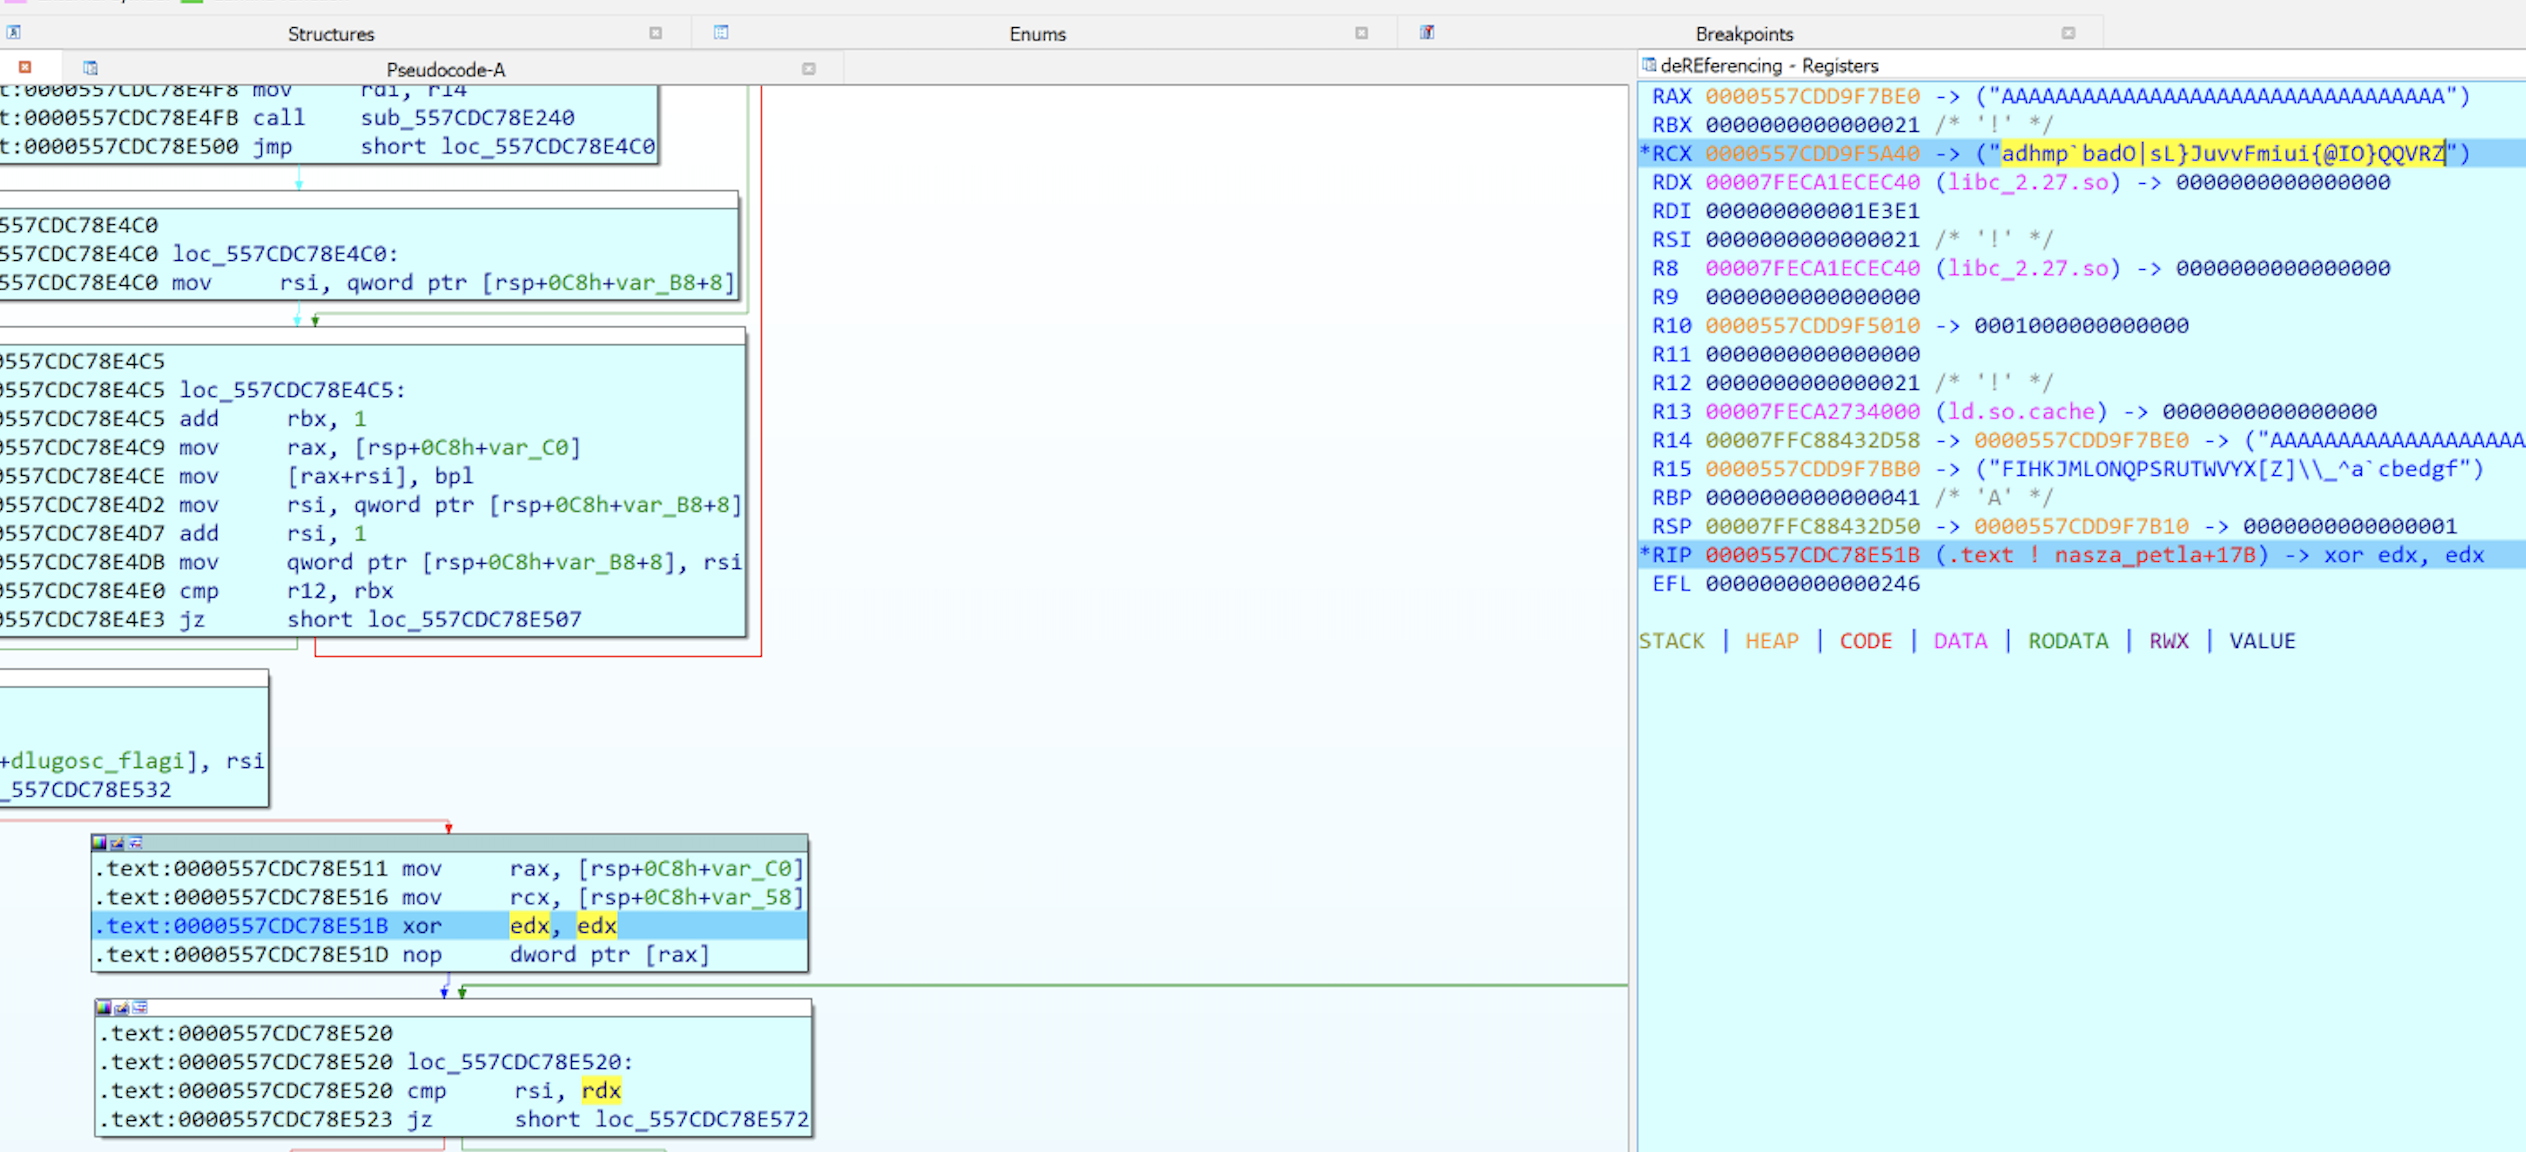 Structures
Enums
Breakpoints
Pseudocode-A
t:0000557CDC78E4F8 mov rdi, r14
t:0000557CDC78E4FB call sub_557CDC78E240
t:0000557CDC78E500 jmp short loc_557CDC78E4C0
557CDC78E4C0
557CDC78E4C0 loc_557CDC78E4C0:
557CDC78E4C0 mov rsi, qword ptr [rsp+0C8h+var_B8+8]
0557CDC78E4C5
0557CDC78E4C5 loc_557CDC78E4C5:
0557CDC78E4C5 add rbx, 1
0557CDC78E4C9 mov rax, [rsp+0C8h+var_C0]
0557CDC78E4CE mov [rax+rsi], bpl
0557CDC78E4D2 mov rsi, qword ptr [rsp+0C8h+var_B8+8]
0557CDC78E4D7 add rsi, 1
0557CDC78E4DB mov qword ptr [rsp+0C8h+var_B8+8], rsi
0557CDC78E4E0 cmp r12, rbx
0557CDC78E4E3 jz short loc_557CDC78E507
+dlugosc_flagi], rsi
_557CDC78E532
.text:0000557CDC78E511 mov rax, [rsp+0C8h+var_C0]
.text:0000557CDC78E516 mov rcx, [rsp+0C8h+var_58]
.text:0000557CDC78E51B xor edx, edx
.text:0000557CDC78E51D nop dword ptr [rax]
.text:0000557CDC78E520
.text:0000557CDC78E520 loc_557CDC78E520:
.text:0000557CDC78E520 cmp rsi, rdx
.text:0000557CDC78E523 jz short loc_557CDC78E572
deREferencing - Registers
RAX 0000557CDD9F7BE0 -> ("AAAAAAAAAAAAAAAAAAAAAAAAAAAAAAAAA")
RBX 0000000000000021 /* '!' */
*RCX 0000557CDD9F5A40 -> ("adhmp`badO|sL}JuvvFmiui{@IO}QQVRZ")
RDX 00007FECA1ECEC40 (libc_2.27.so) -> 0000000000000000
RDI 000000000001E3E1
RSI 0000000000000021 /* '!' */
R8 00007FECA1ECEC40 (libc_2.27.so) -> 0000000000000000
R9 0000000000000000
R10 0000557CDD9F5010 -> 0001000000000000
R11 0000000000000000
R12 0000000000000021 /* '!' */
R13 00007FECA2734000 (ld.so.cache) -> 0000000000000000
R14 00007FFC88432D58 -> 0000557CDD9F7BE0 -> ("AAAAAAAAAAAAAAAAAAA
R15 0000557CDD9F7BB0 -> ("FIHKJMLONQPSRUTWVYX[Z]\\_^a`cbedgf")
RBP 0000000000000041 /* 'A' */
RSP 00007FFC88432D50 -> 0000557CDD9F7B10 -> 0000000000000001
*RIP 0000557CDC78E51B (.text ! nasza_petla+17B) -> xor edx, edx
EFL 0000000000000246
STACK | HEAP | CODE | DATA | RODATA | RWX | VALUE